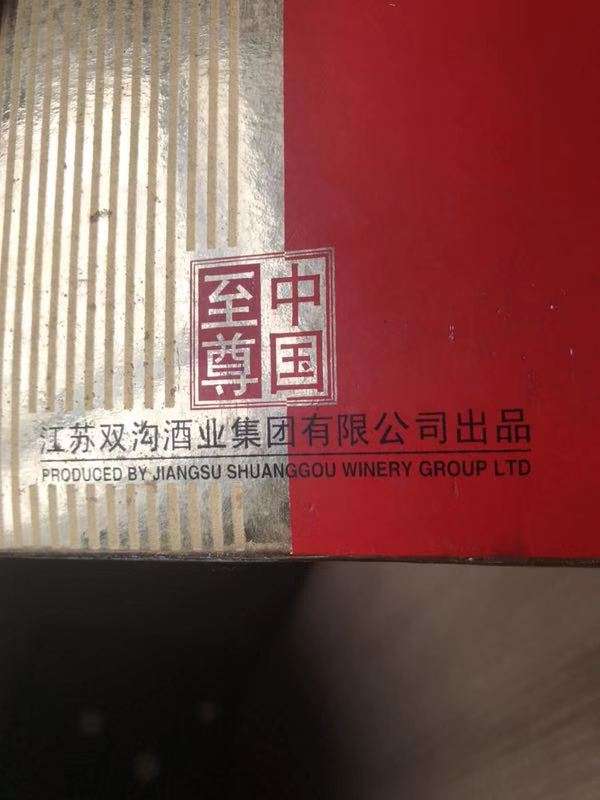 中国
至尊
江苏双沟酒业集团有限公司出品
PRODUCED BY JIANGSU SHUANGGOU WINERY GROUP LTD